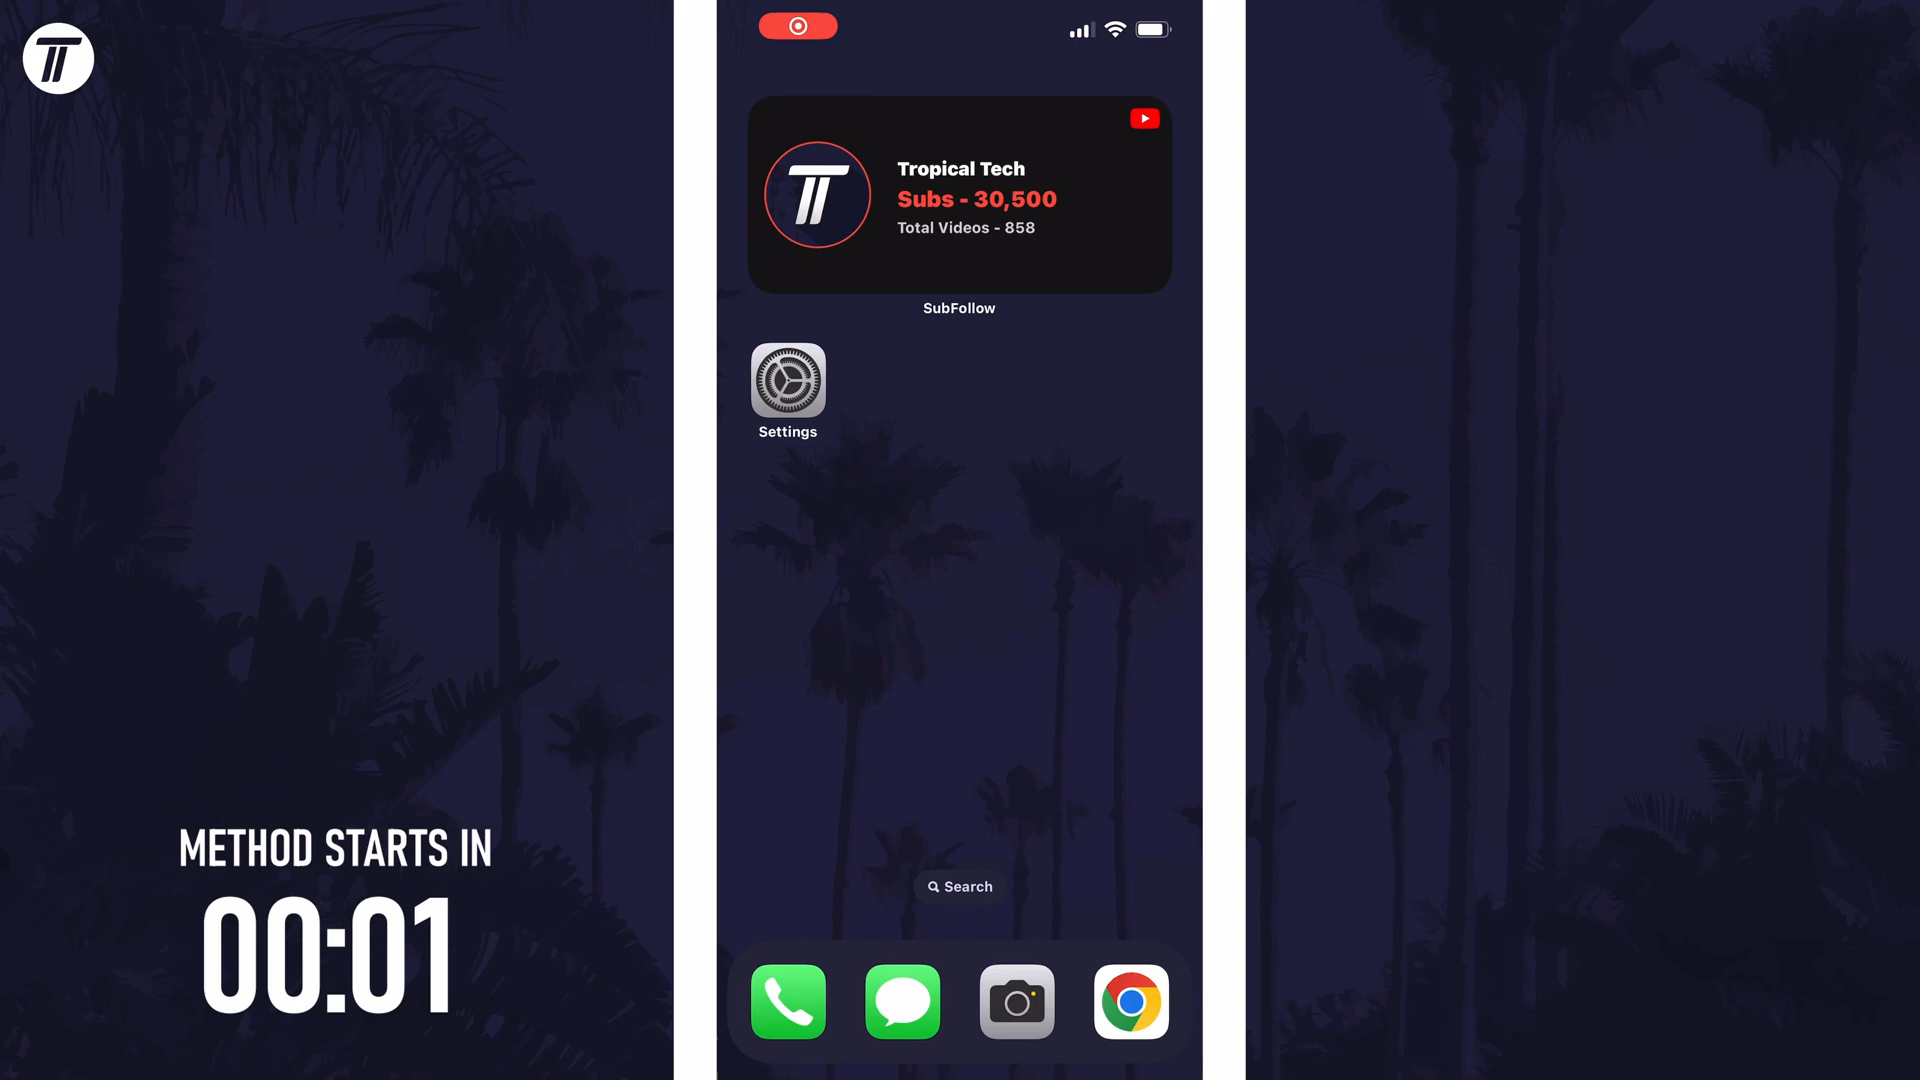 Tropical Tech
Subs - 30,500
Total Videos - 858
SubFollow
Settings
METHOD STARTS IN
00:01
Search